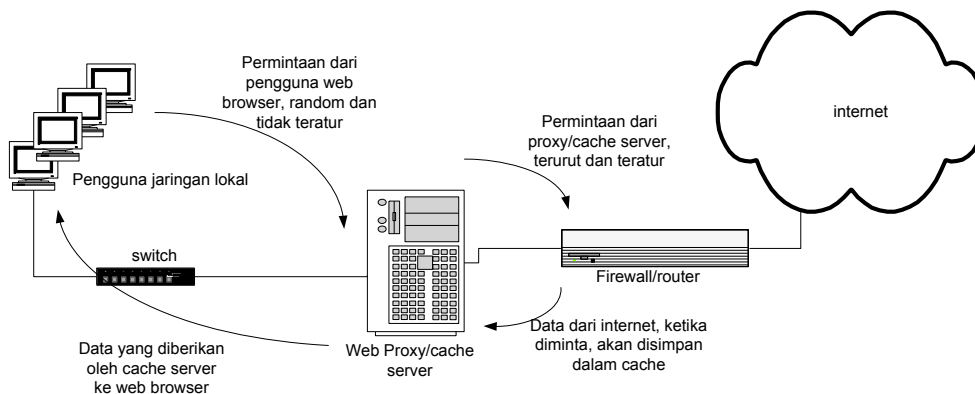 Permintaan dari
pengguna web
browser, random dan
tidak teratur
internet
Permintaan dari
proxy/cache server,
terurut dan teratur
Pengguna jaringan lokal
switch
Firewall/router
Data yang diberikan
oleh cache server
ke web browser
Web Proxy/cache
server
Data dari internet, ketika
diminta, akan disimpan
dalam cache